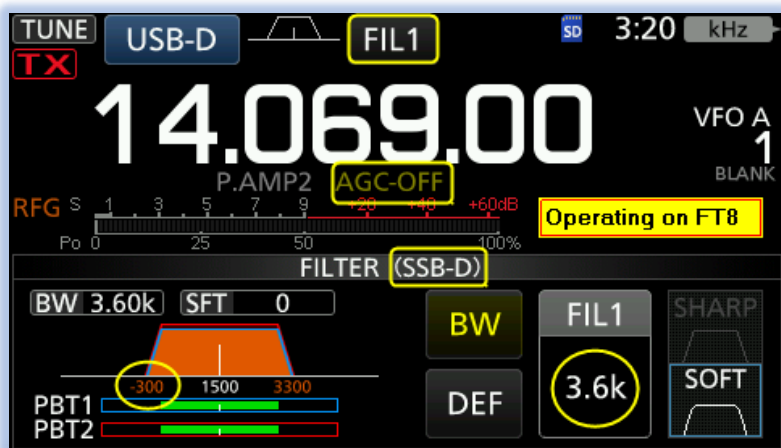 TUNE USB-D FIL1 SD 3:20 kHz
TX
14.069.00 VFO A
1
P.AMP2 AGC-OFF BLANK
RFG S 1 3 5 7 9 +20 +40 +60dB
Operating on FT8
Po 0 25 50 100%
FILTER (SSB-D)
BW 3.60k SFT 0
BW FIL1 SHARP
-300 1500 3300
3.6k SOFT
PBT1 DEF
PBT2